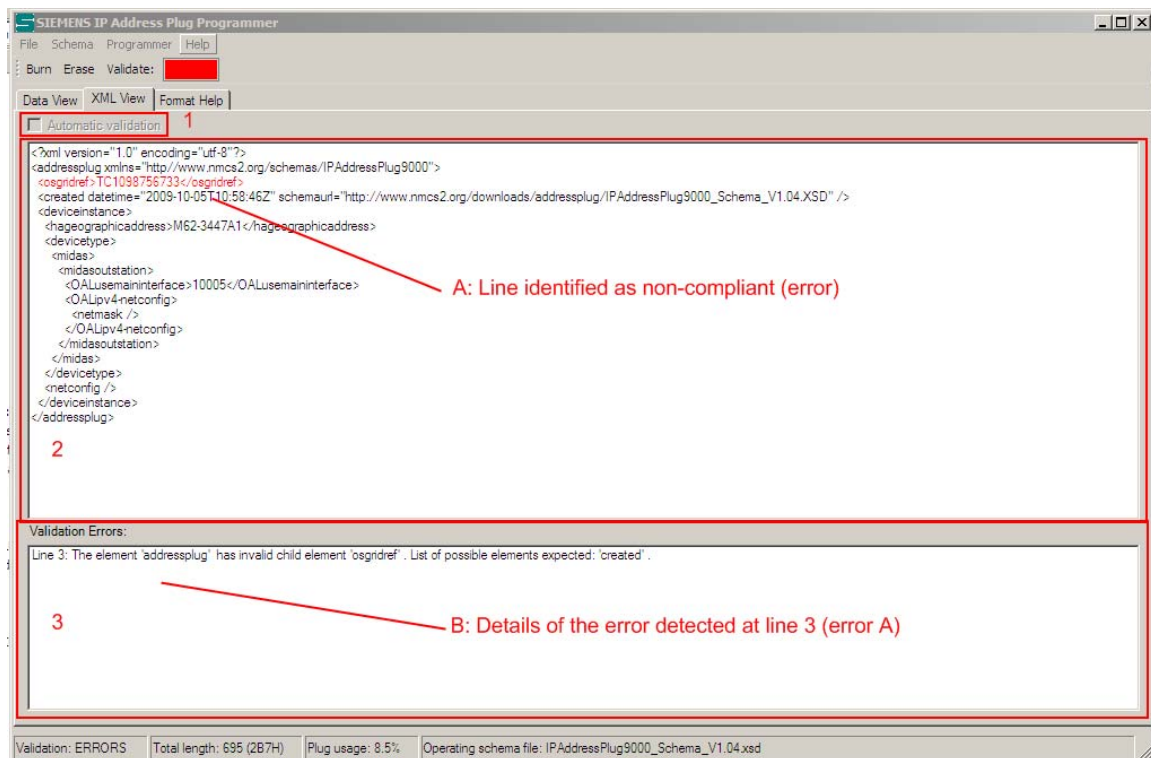 SIEMENS IP Address Plug Programmer
File Schema Programmer Help
Burn Erase Validate:
Data View XML View Format Help
Automatic validation 1
<?xml version="1.0" encoding="utf-8"?>
<addressplug xmlns="http://www.nmcs2.org/schemas/IPAddressPlug9000">
<osgridref>TC1098756733</osgridref>
<created datetime="2009-10-05T10:58:46Z" schemaurl="http://www.nmcs2.org/downloads/addressplug/IPAddressPlug9000_Schema_V1.04.XSD" />
<deviceinstance>
<hageographicaddress>M62-3447A1</hageographicaddress>
<devicetype>
<midas>
<midasoutstation>
<OALusemaininterface>10005</OALusemaininterface>
A: Line identified as non-compliant (error)
<OALipv4-netconfig>
<netmask />
</OALipv4-netconfig>
</midasoutstation>
</midas>
</devicetype>
<netconfig />
</deviceinstance>
</addressplug>
2
Validation Errors:
Line 3: The element 'addressplug' has invalid child element 'osgridref' . List of possible elements expected: 'created' .
3
B: Details of the error detected at line 3 (error A)
Validation: ERRORS Total length: 695 (2B7H) Plug usage: 8.5% Operating schema file: IPAddressPlug9000_Schema_V1.04.xsd